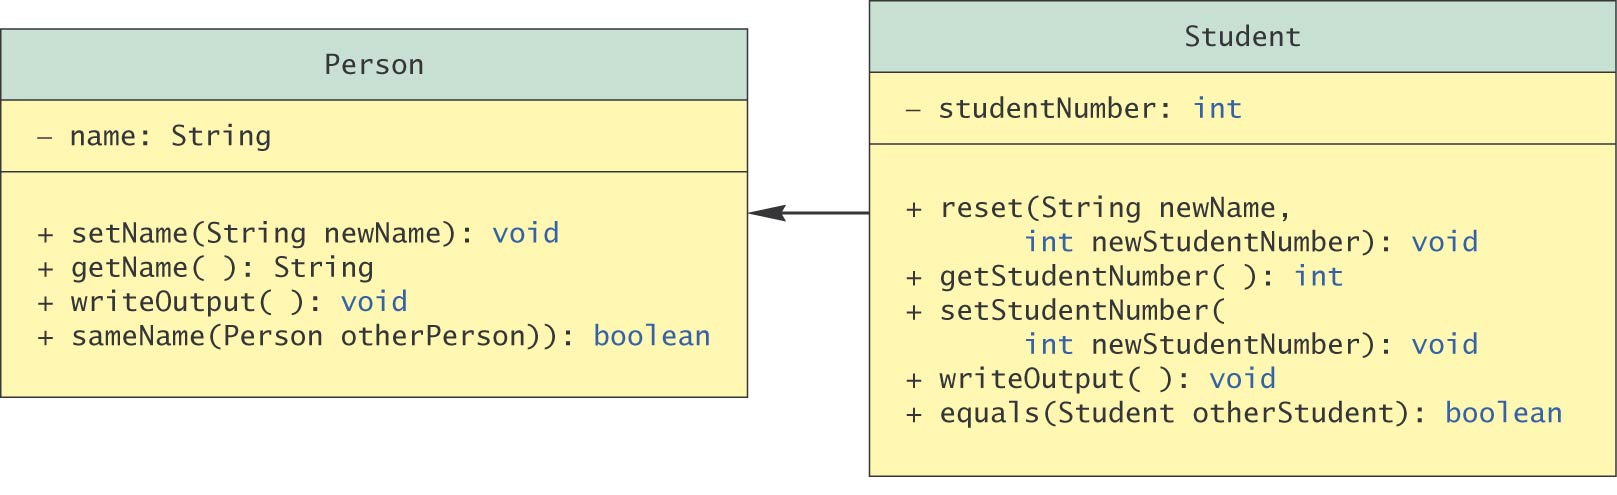 Person
– name: String
+ setName(String newName): void
+ getName( ): String
+ writeOutput( ): void
+ sameName(Person otherPerson)): boolean
Student
– studentNumber: int
+ reset(String newName,
int newStudentNumber): void
+ getStudentNumber( ): int
+ setStudentNumber(
int newStudentNumber): void
+ writeOutput( ): void
+ equals(Student otherStudent): boolean